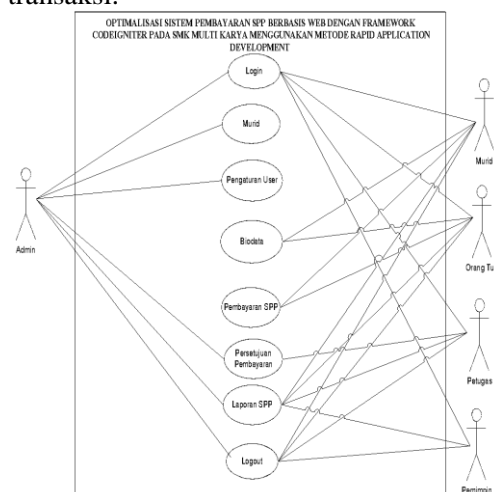 transaksi.
OPTIMALISASI SISTEM PEMBAYARAN SPP BERBASIS WEB DENGAN FRAMEWORK
CODEIGNITER PADA SMK MULTI KARYA MENGGUNAKAN METODE RAPID APPLICATION
DEVELOPMENT
Login
Murid
Pengaturan User
Biodata
Pembayaran SPP
Persetujuan
Pembayaran
Laporan SPP
Logout
Admin
Murid
Orang Tu
Petugas
Pemimpin